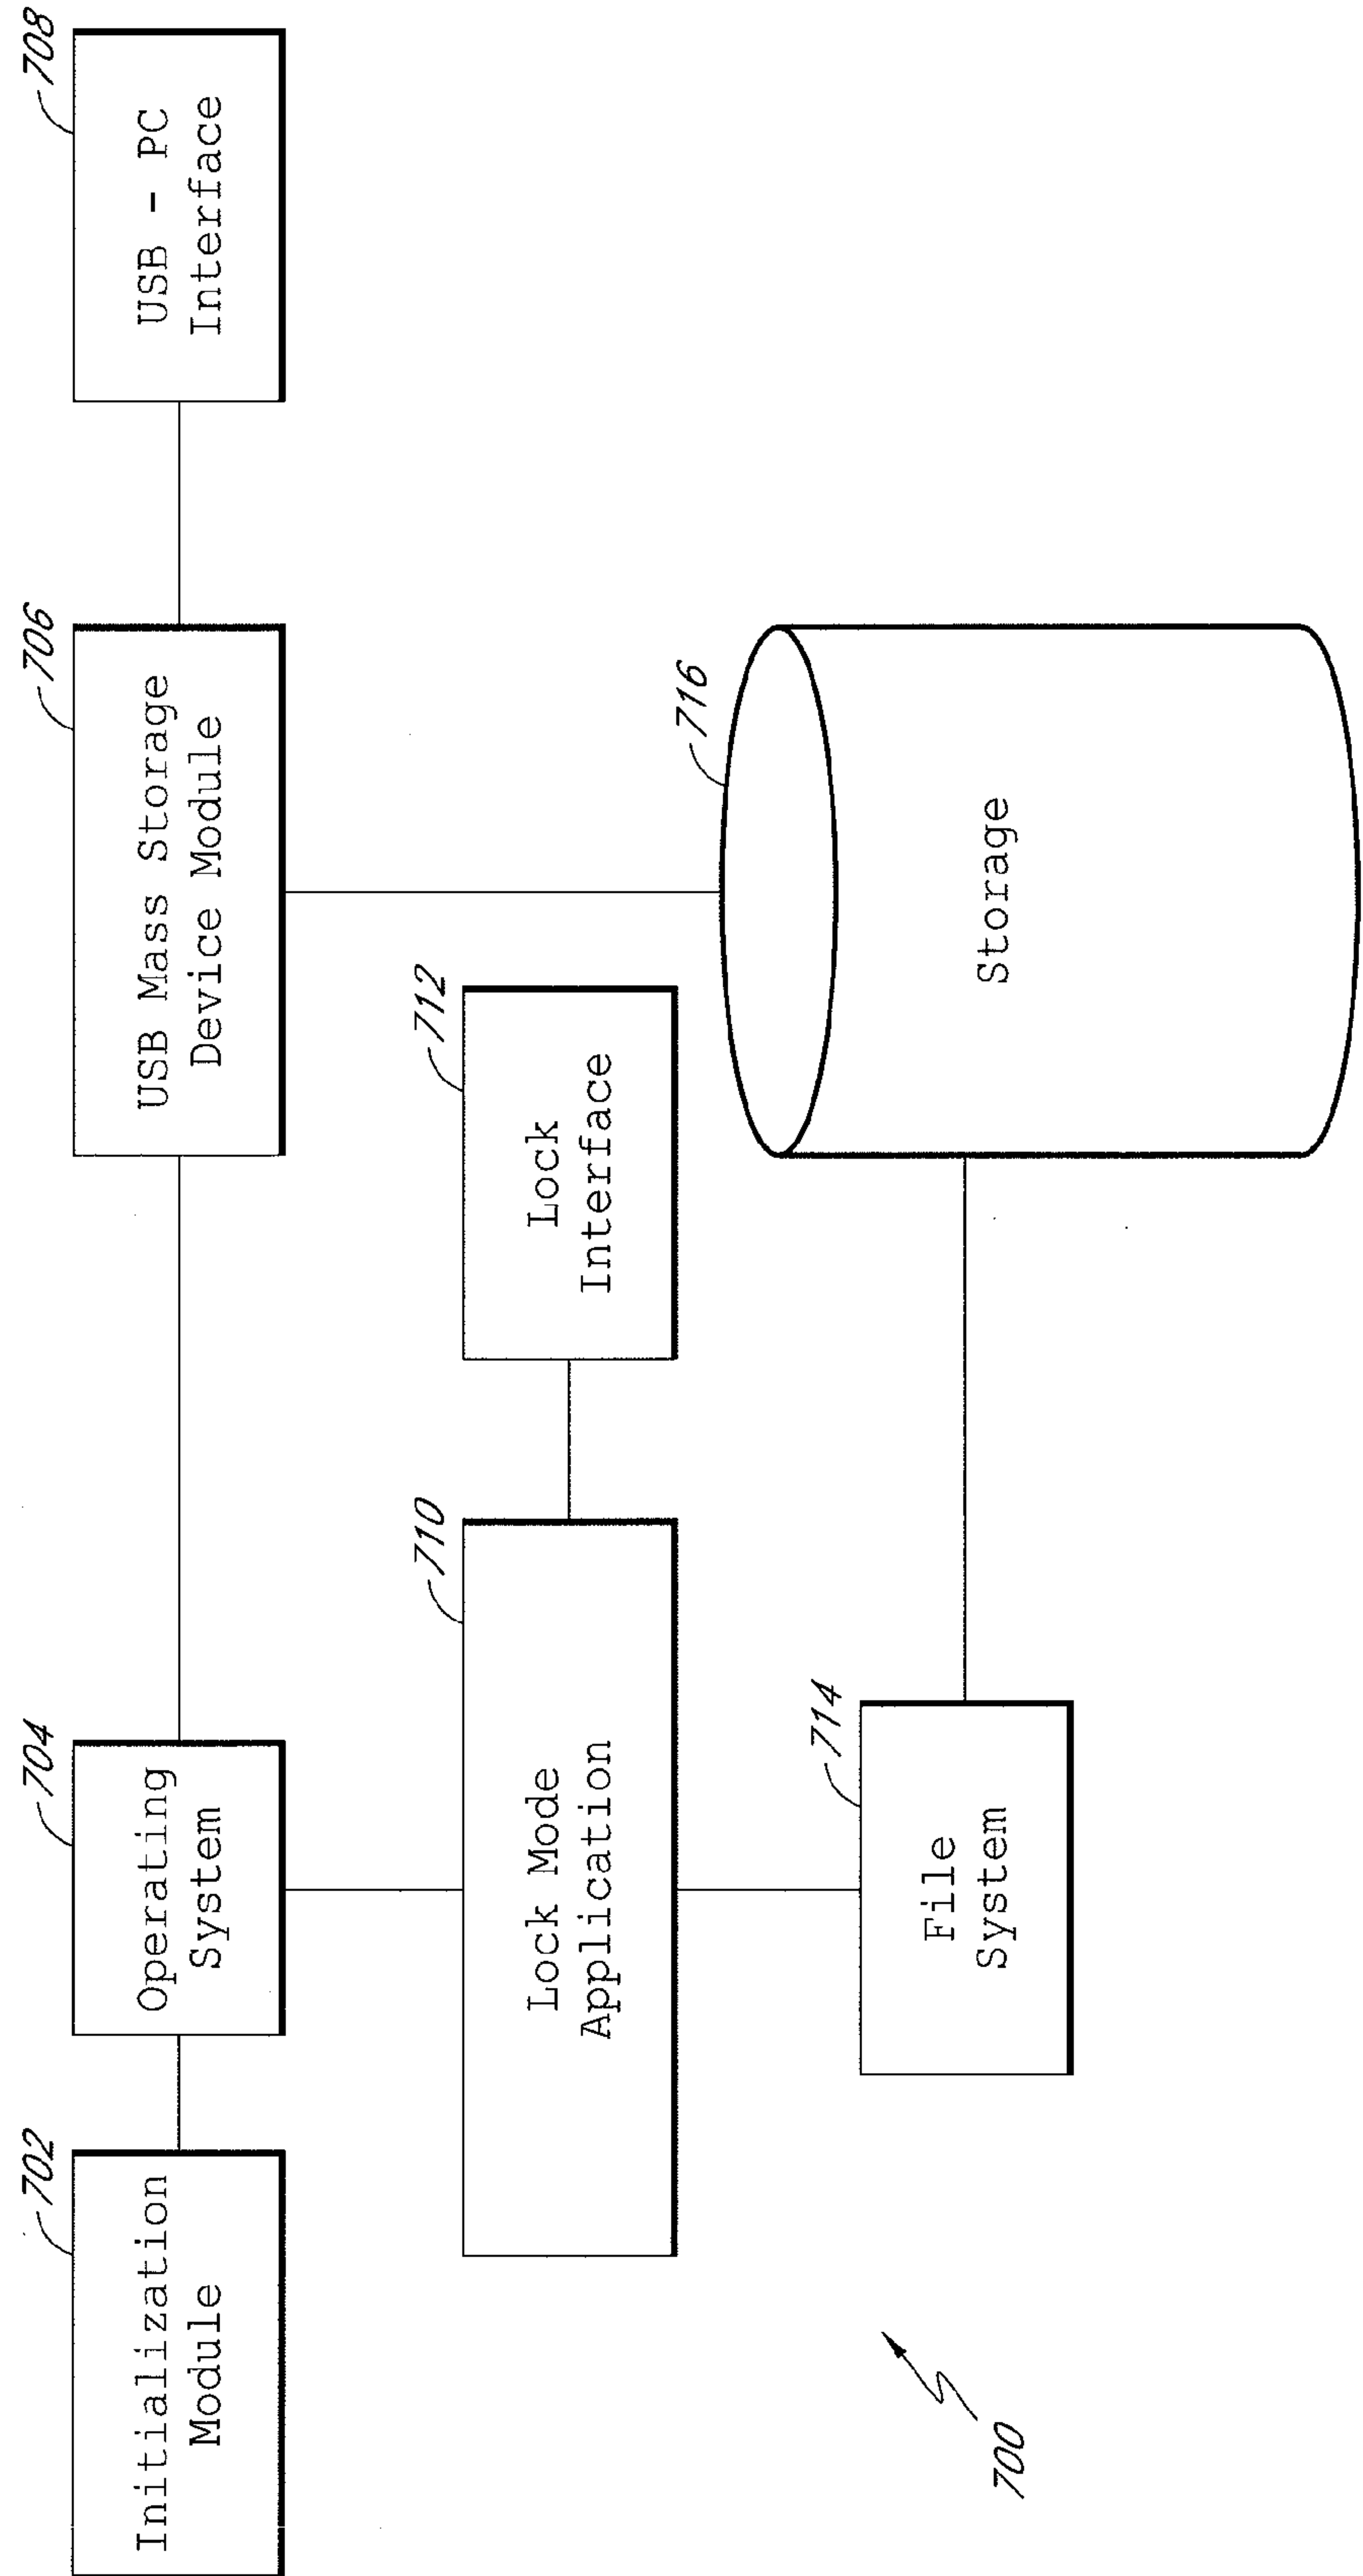 702
Initialization
Module
704
Operating
System
706
USB Mass Storage
Device Module
708
USB - PC
Interface
710
Lock Mode
Application
712
Lock
Interface
714
File
System
716
Storage
700